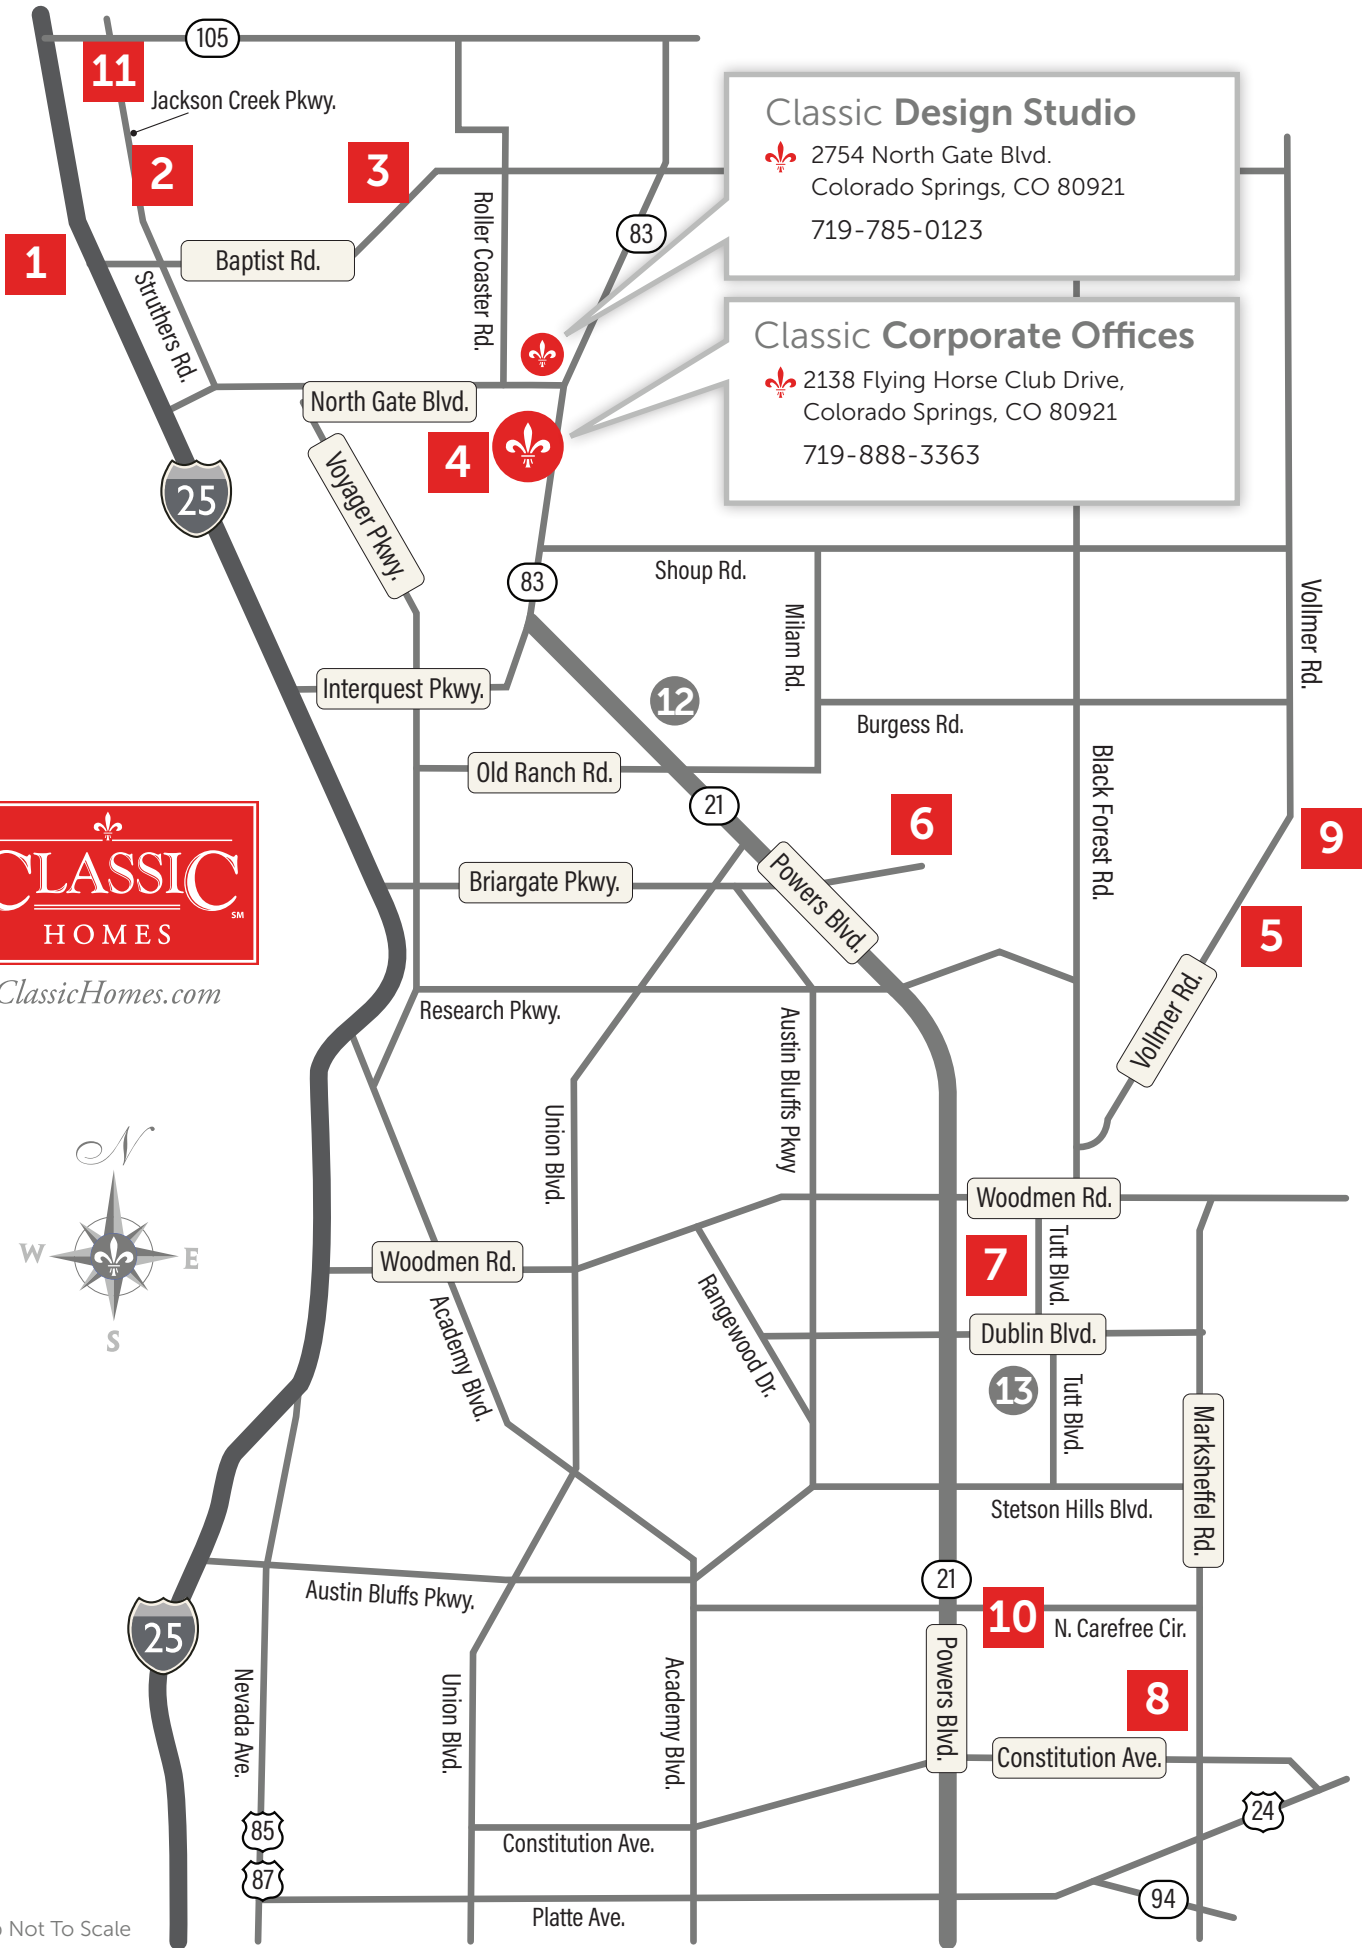 105
11
Jackson Creek Pkwy.
Classic Design Studio
2754 North Gate Blvd.
Colorado Springs, CO 80921
719-785-0123
2
3
Roller Coaster Rd.
83
1
Baptist Rd.
Struthers Rd.
Classic Corporate Offices
2138 Flying Horse Club Drive,
Colorado Springs, CO 80921
719-888-3363
North Gate Blvd.
4
Voyager Pkwy.
25
83
Shoup Rd.
Milam Rd.
Vollmer Rd.
Interquest Pkwy.
12
Burgess Rd.
Black Forest Rd.
Old Ranch Rd.
21
6
9
CLASSIC
SM
HOMES
ClassicHomes.com
Briargate Pkwy.
Powers Blvd.
5
Vollmer Rd.
Research Pkwy.
Austin Bluffs Pkwy
Union Blvd.
N
W
E
S
Woodmen Rd.
Woodmen Rd.
7
Tutt Blvd.
Rangewood Dr.
Academy Blvd.
Dublin Blvd.
13
Tutt Blvd.
Marksheffel Rd.
Stetson Hills Blvd.
21
Austin Bluffs Pkwy.
10
N. Carefree Cir.
25
Nevada Ave.
Union Blvd.
Academy Blvd.
Powers Blvd.
8
Constitution Ave.
85
87
24
Constitution Ave.
94
Platte Ave.
Not To Scale